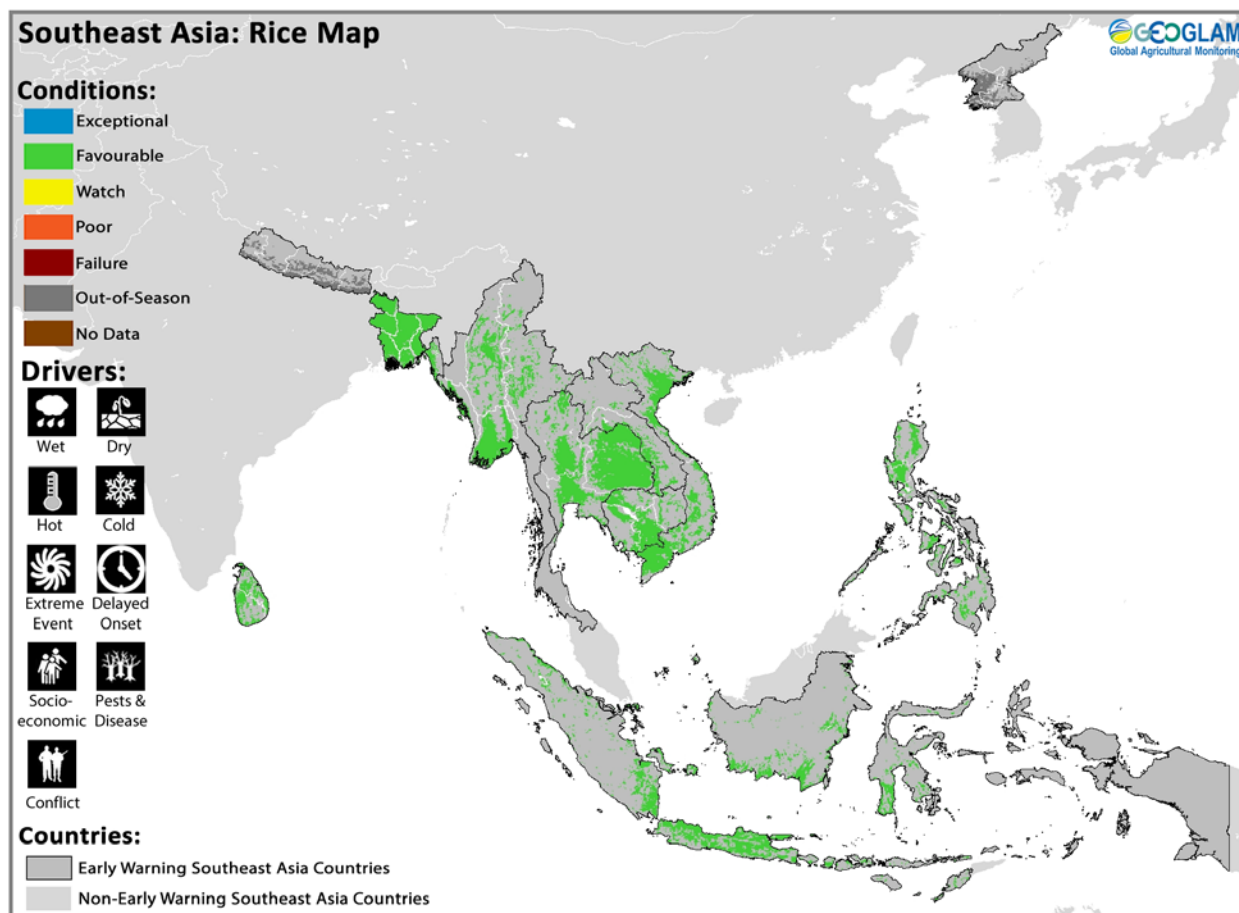 Southeast Asia: Rice Map
GEOGLAM
Global Agricultural Monitoring
Conditions:
Exceptional
Favourable
Watch
Poor
Failure
Out-of-Season
No Data
Drivers:
Wet
Dry
Hot
Cold
Extreme
Event
Delayed
Onset
Socio-
economic
Pests &
Disease
Conflict
Countries:
Early Warning Southeast Asia Countries
Non-Early Warning Southeast Asia Countries